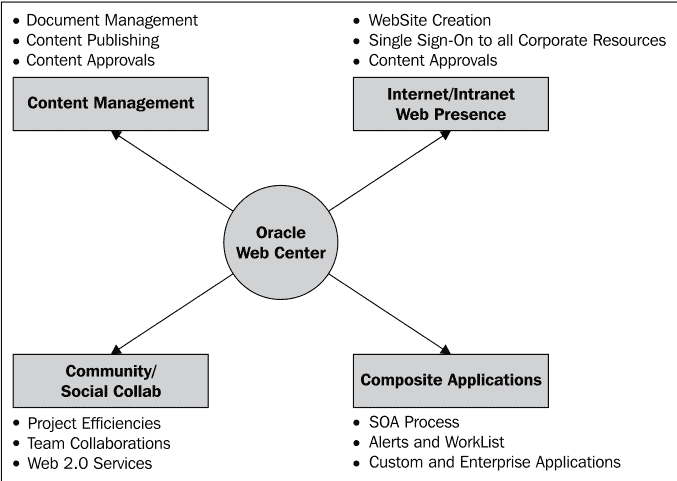 • Document Management
• Content Publishing
• Content Approvals
Content Management
• WebSite Creation
• Single Sign-On to all Corporate Resources
• Content Approvals
Internet/Intranet
Web Presence
Oracle
Web Center
Community/
Social Collab
• Project Efficiencies
• Team Collaborations
• Web 2.0 Services
Composite Applications
• SOA Process
• Alerts and WorkList
• Custom and Enterprise Applications